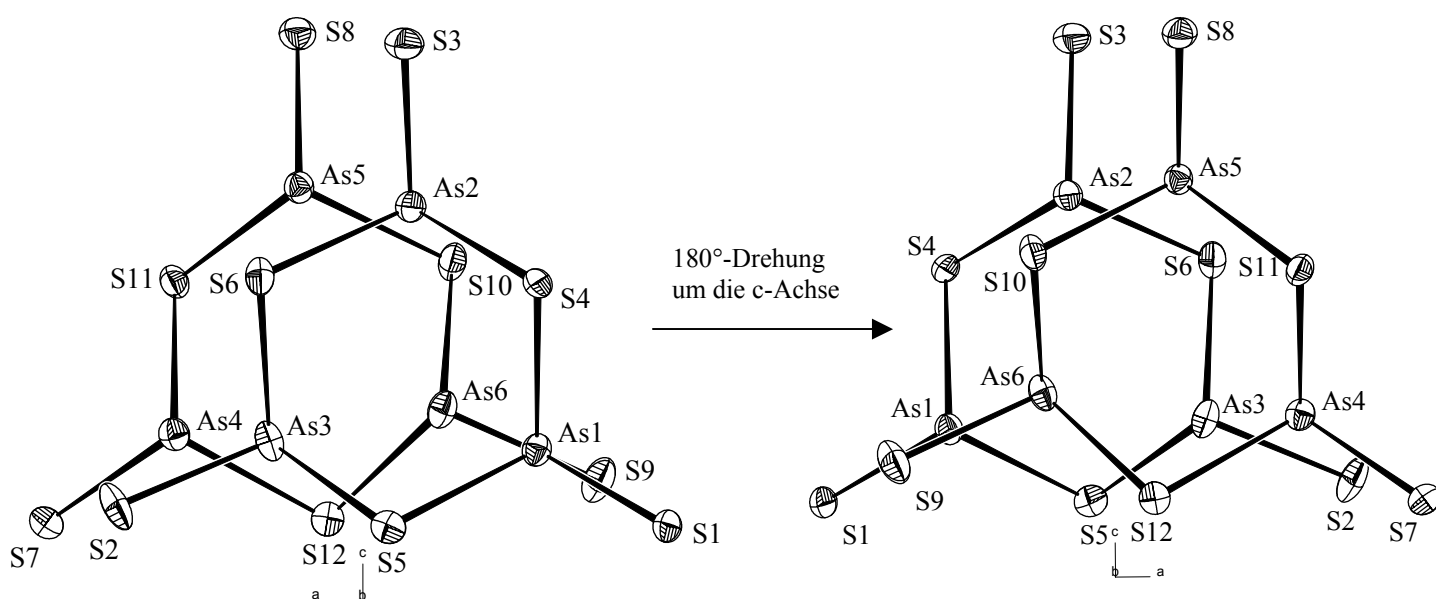 S8
S3
As5
As2
S11
S6
S10
S4
As4
As3
As6
As1
S9
S7
S2
S12
S5
S1
c
a
b
180°-Drehung
um die c-Achse
S3
S8
As2
As5
S4
S10
S6
S11
As6
As1
As3
As4
S1
S9
S5
S12
S2
S7
c
b
a